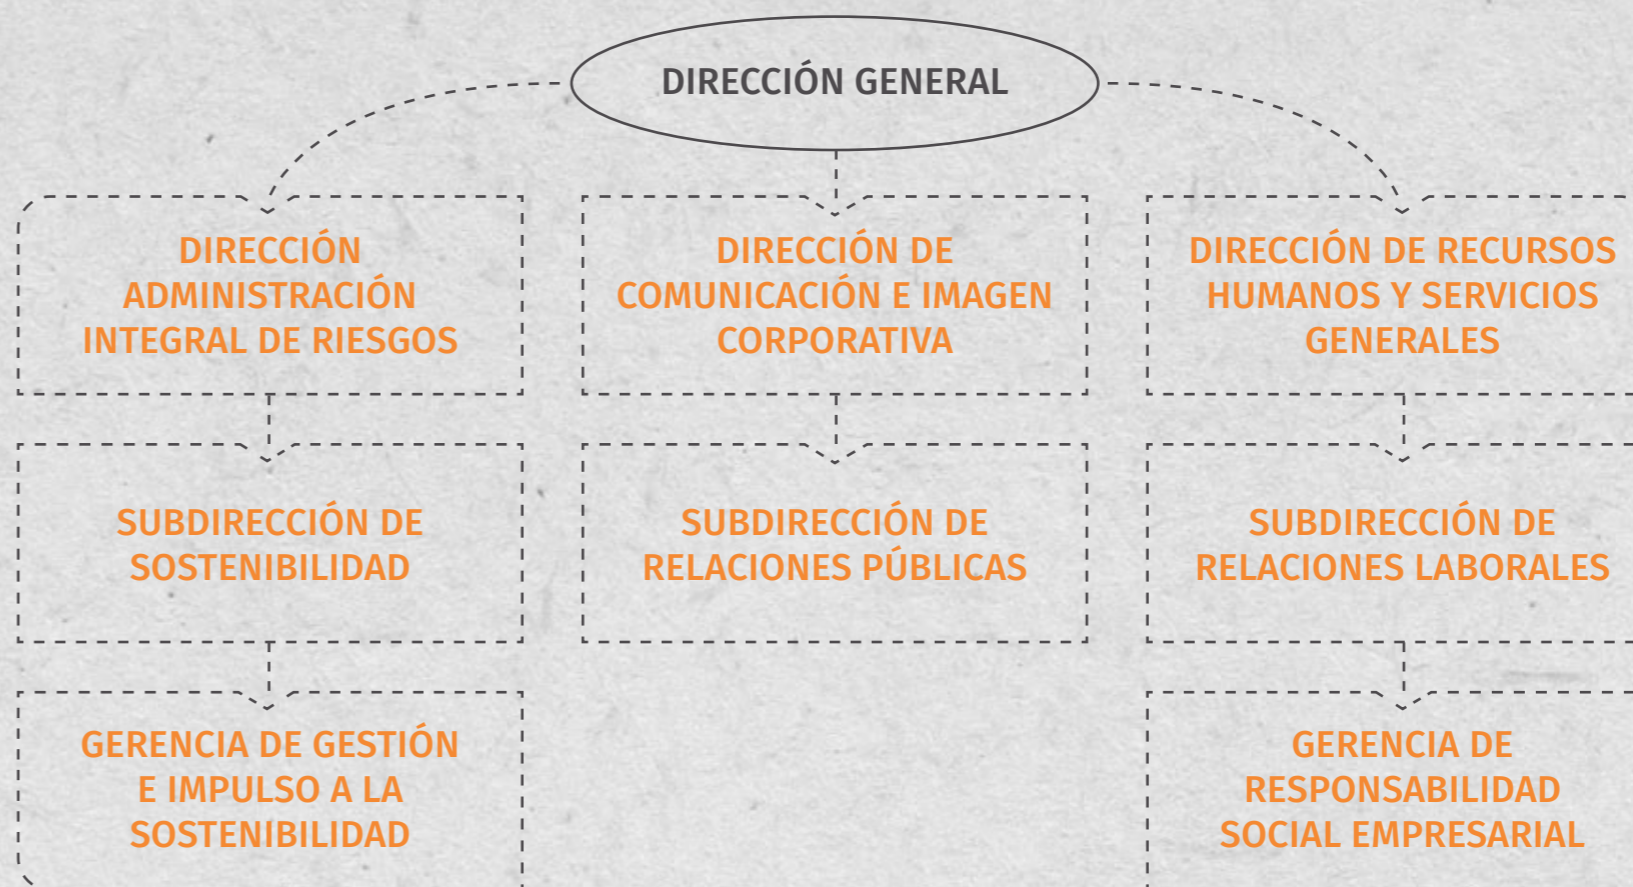 DIRECCIÓN GENERAL
DIRECCIÓN
ADMINISTRACIÓN
INTEGRAL DE RIESGOS
DIRECCIÓN DE
COMUNICACIÓN E IMAGEN
CORPORATIVA
DIRECCIÓN DE RECURSOS
HUMANOS Y SERVICIOS
GENERALES
SUBDIRECCIÓN DE
SOSTENIBILIDAD
SUBDIRECCIÓN DE
RELACIONES PÚBLICAS
SUBDIRECCIÓN DE
RELACIONES LABORALES
GERENCIA DE GESTIÓN
E IMPULSO A LA
SOSTENIBILIDAD
GERENCIA DE
RESPONSABILIDAD
SOCIAL EMPRESARIAL